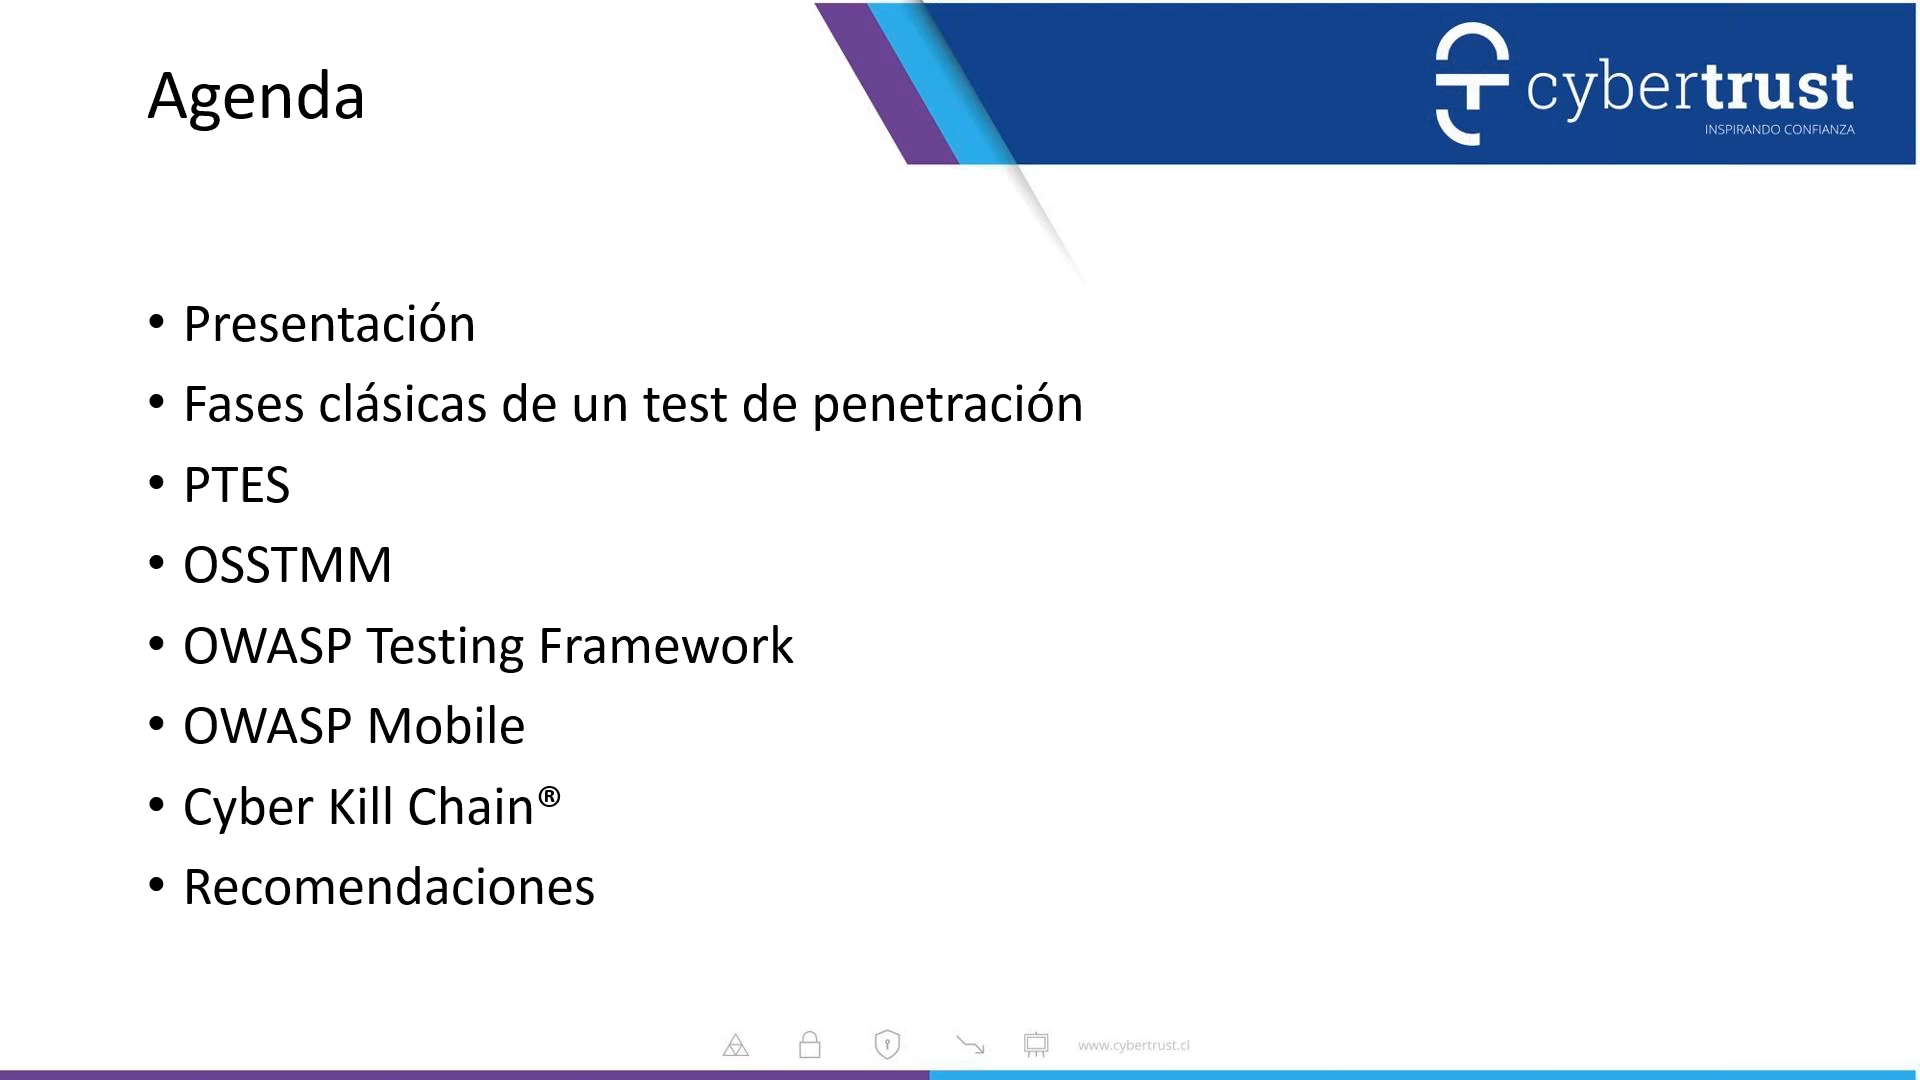 Agenda
cybertrust
INSPIRANDO CONFIANZA
• Presentación
• Fases clásicas de un test de penetración
• PTES
• OSSTMM
• OWASP Testing Framework
• OWASP Mobile
• Cyber Kill Chain®
• Recomendaciones
www.cybertrust.cl